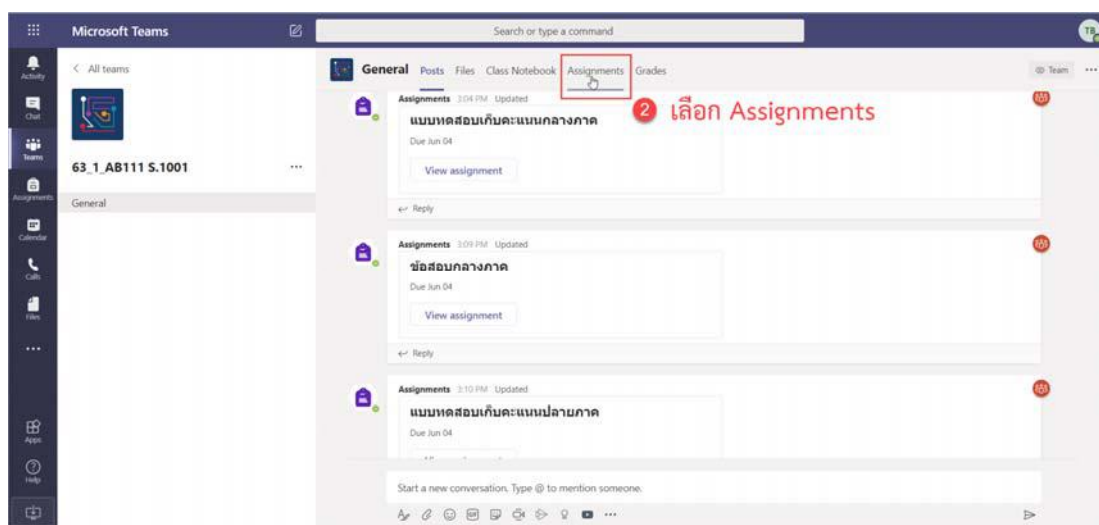 Microsoft Teams
Search or type a command
TB
Activity
Chat
Teams
Assignments
Calendar
Calls
Files
Apps
Help
All teams
63_1_AB111 S.1001
General
General Posts Files Class Notebook Assignments Grades
Team
2 เลือก Assignments
Assignments 3:04 PM Updated
แบบทดสอบเก็บคะแนนกลางภาค
Due Jun 04
View assignment
Reply
Assignments 3:09 PM Updated
ข้อสอบกลางภาค
Due Jun 04
View assignment
Reply
Assignments 3:10 PM Updated
แบบทดสอบเก็บคะแนนปลายภาค
Due Jun 04
Start a new conversation. Type @ to mention someone.